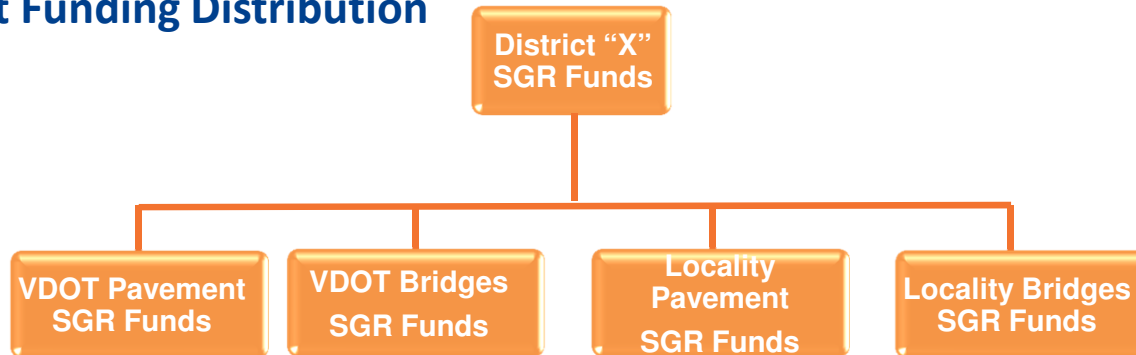 t Funding Distribution
District “X”
SGR Funds
VDOT Pavement
SGR Funds
VDOT Bridges
SGR Funds
Locality
Pavement
SGR Funds
Locality Bridges
SGR Funds